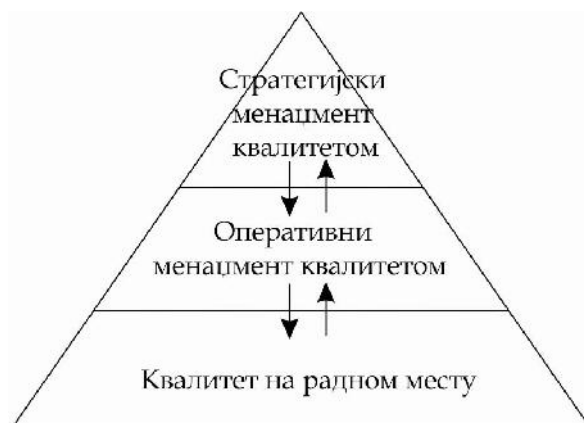 Стратегијски
менаџмент
квалитетом
Оперативни
менаџмент квалитетом
Квалитет на радном месту